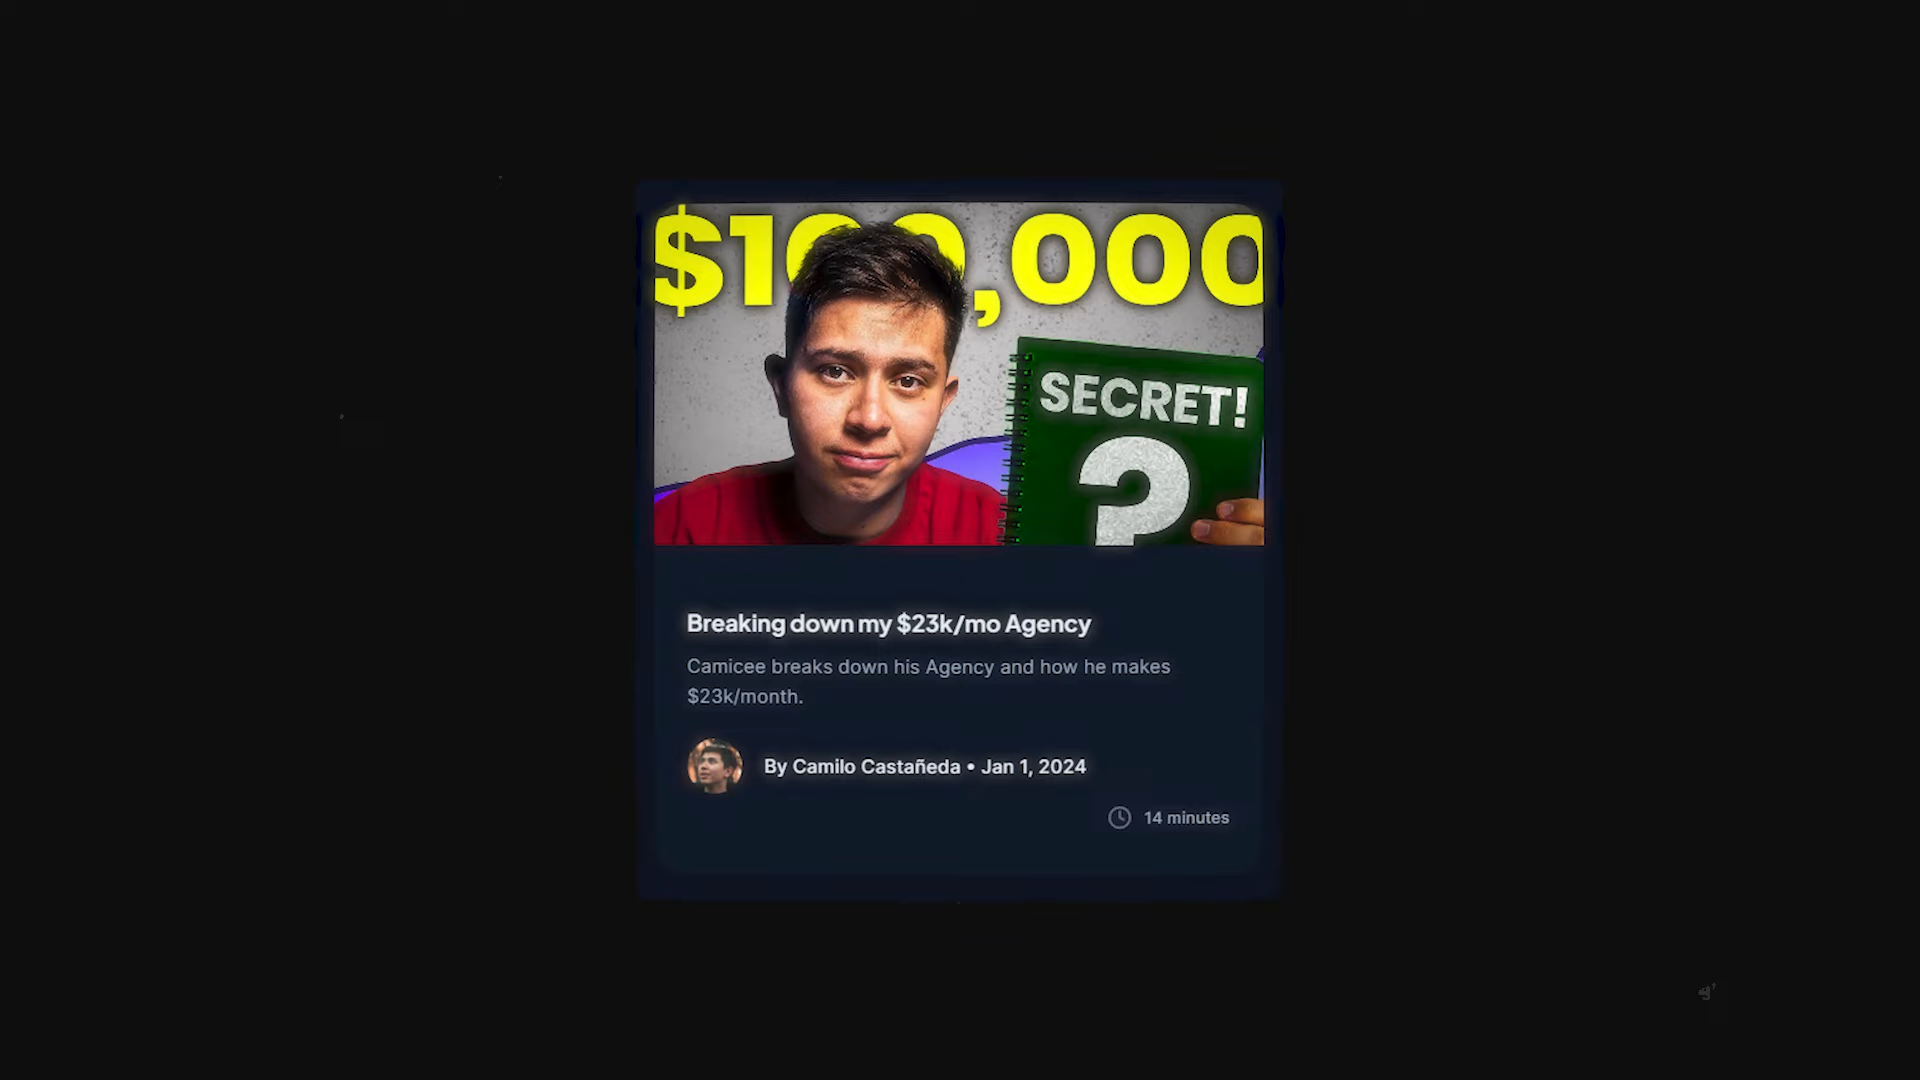 $100,000
SECRET!
?
Breaking down my $23k/mo Agency
Camicee breaks down his Agency and how he makes
$23k/month.
By Camilo Castañeda • Jan 1, 2024
14 minutes